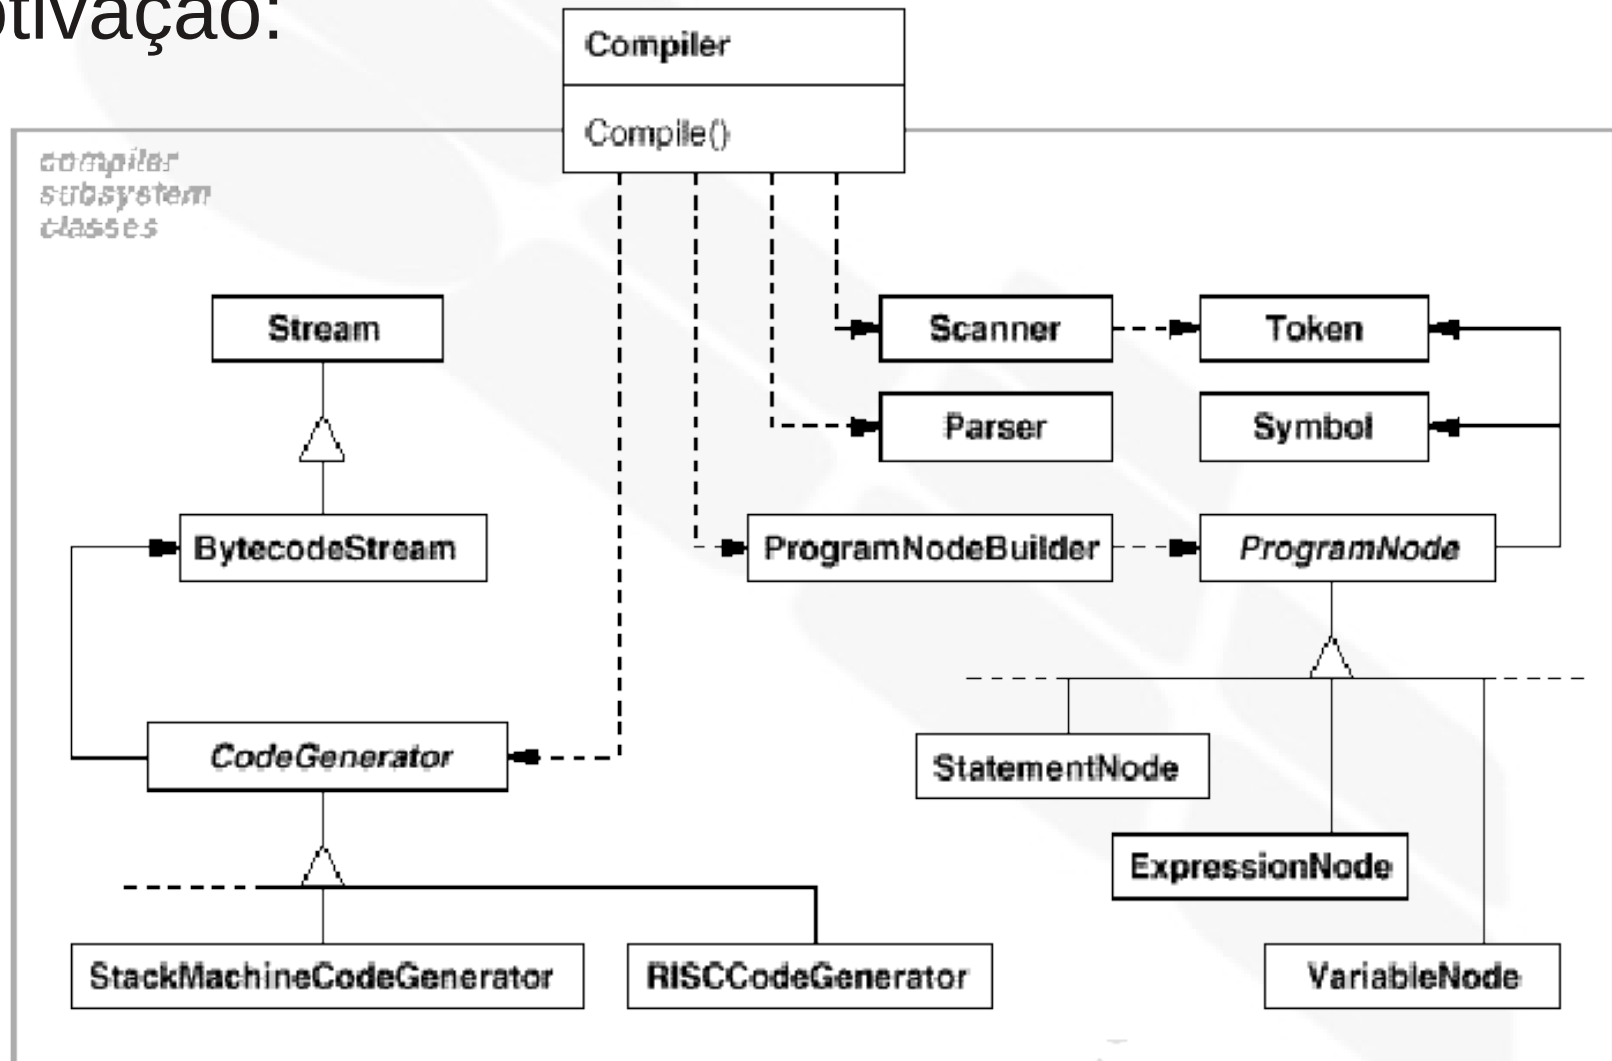 otivação:
Compiler
Compile()
compiler
subsystem
classes
Stream
Scanner
Token
Parser
Symbol
BytecodeStream
ProgramNodeBuilder
ProgramNode
CodeGenerator
StatementNode
ExpressionNode
StackMachineCodeGenerator
RISCCodeGenerator
VariableNode